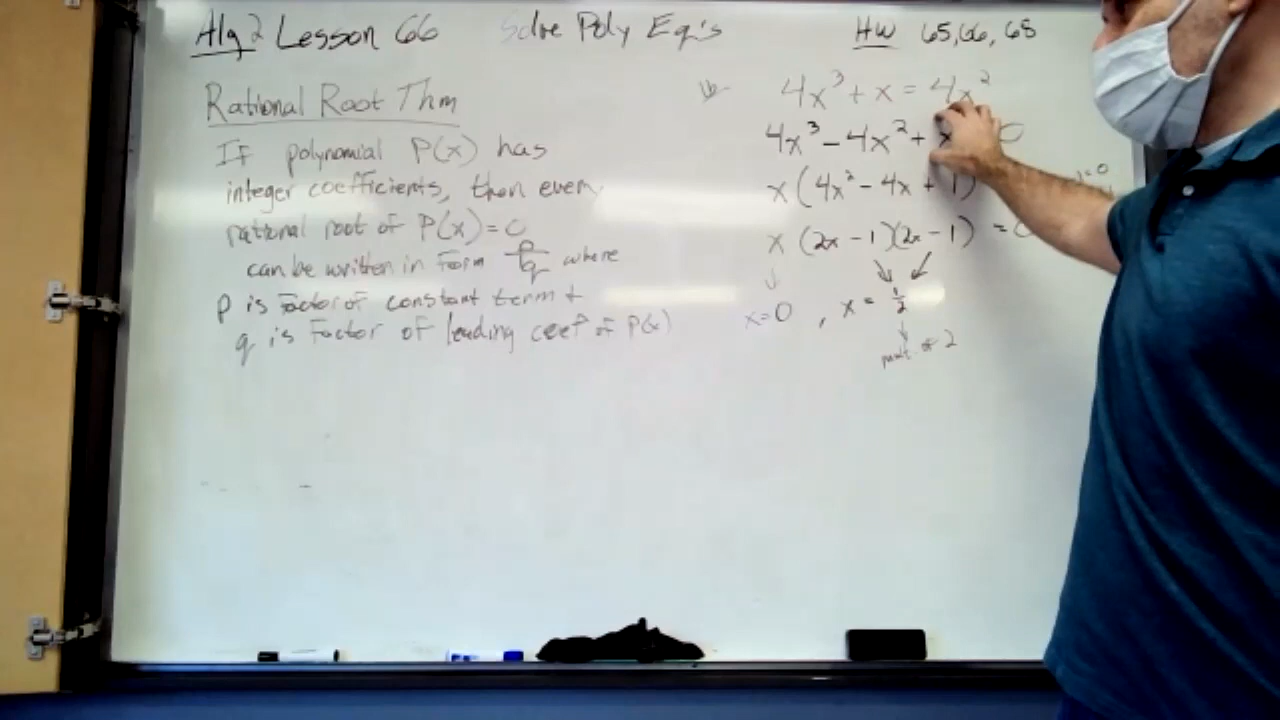 Alg 2 Lesson 66 Solve Poly Eq's HW 65,66, 68
Rational Root Thm
If polynomial P(x) has
integer coefficients, then every
rational root of P(x) = 0
can be written in form p/q where
p is factor of constant term +
q is factor of leading coef of P(x)
4x³ + x = 4x²
4x³ - 4x² + x 0
x (4x² - 4x + 1)
x (2x - 1)(2x - 1) = 0
x=0 , x = 1/2
mult. of 2